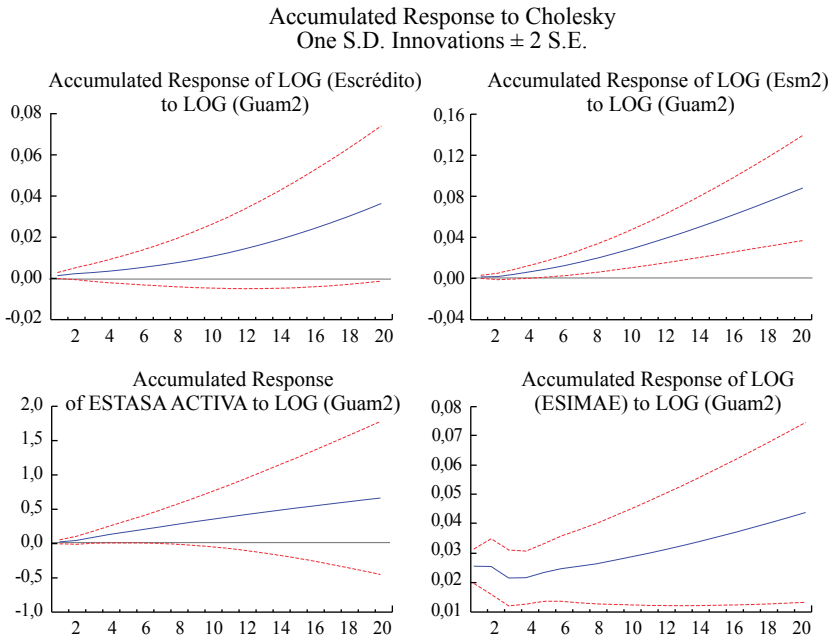 Accumulated Response to Cholesky
One S.D. Innovations ± 2 S.E.
Accumulated Response of LOG (Escrédito)
to LOG (Guam2)
0,08
0,06
0,04
0,02
0,00
-0,02
2 4 6 8 10 12 14 16 18 20
Accumulated Response of LOG (Esm2)
to LOG (Guam2)
0,16
0,12
0,08
0,04
0,00
-0,04
2 4 6 8 10 12 14 16 18 20
Accumulated Response
of ESTASA ACTIVA to LOG (Guam2)
2,0
1,5
1,0
0,5
0,0
-0,5
-1,0
2 4 6 8 10 12 14 16 18 20
Accumulated Response of LOG
(ESIMAE) to LOG (Guam2)
0,08
0,07
0,06
0,05
0,04
0,03
0,02
0,01
2 4 6 8 10 12 14 16 18 20